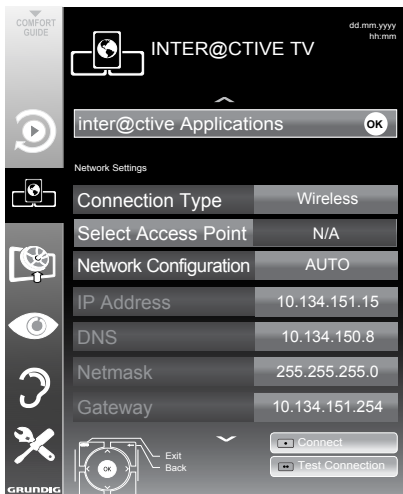 COMFORT
GUIDE
INTER@CTIVE TV
dd.mm.yyyy
hh:mm
inter@ctive Applications OK
Network Settings
Connection Type Wireless
Select Access Point N/A
Network Configuration AUTO
IP Address 10.134.151.15
DNS 10.134.150.8
Netmask 255.255.255.0
Gateway 10.134.151.254
OK
Exit
Back
Connect
Test Connection
GRUNDIG